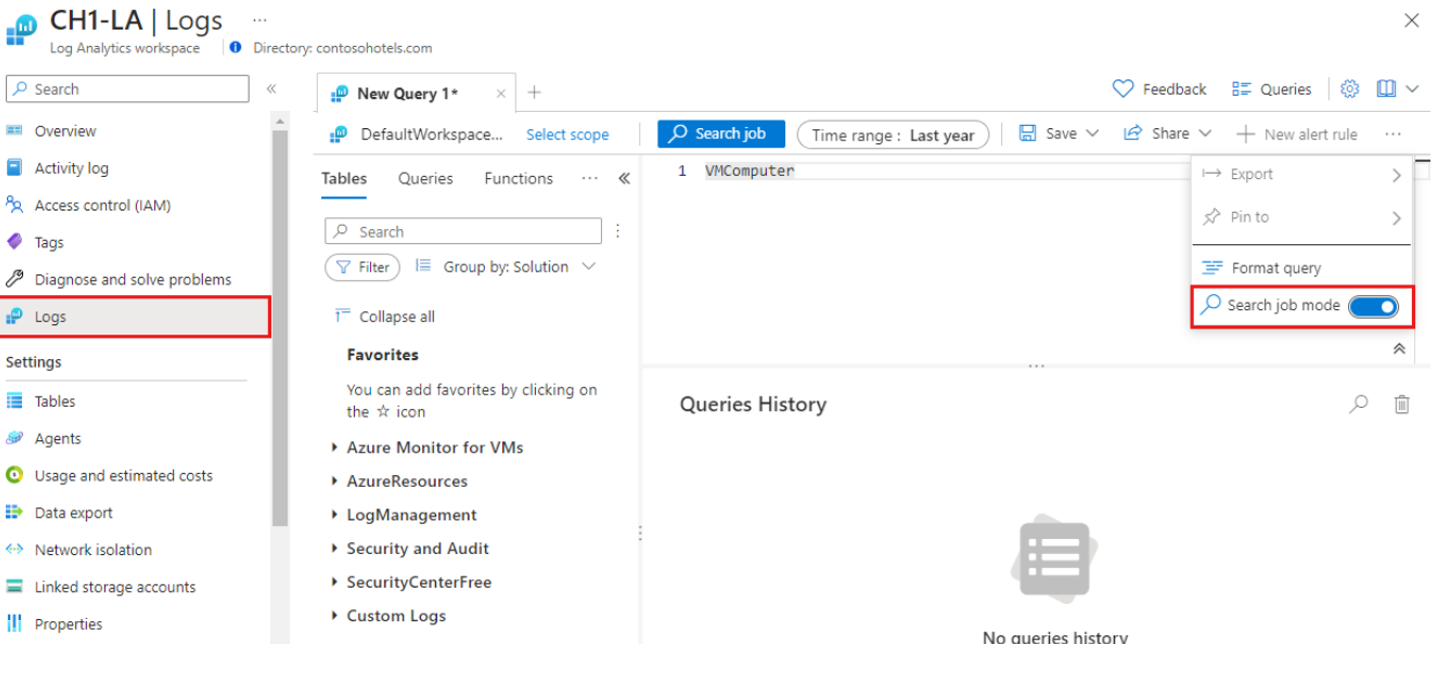 CH1-LA | Logs ...
Log Analytics workspace
Directory: contosohotels.com
Search
Overview
Activity log
Access control (IAM)
Tags
Diagnose and solve problems
Logs
Settings
Tables
Agents
Usage and estimated costs
Data export
Network isolation
Linked storage accounts
Properties
New Query 1*
Feedback
Queries
DefaultWorkspace...
Select scope
Search job
Time range : Last year
Save
Share
New alert rule
...
Tables Queries Functions ...
Search
Filter
Group by: Solution
Collapse all
Favorites
You can add favorites by clicking on
the ☆ icon
Azure Monitor for VMs
AzureResources
LogManagement
Security and Audit
SecurityCenterFree
Custom Logs
1 VMComputer
Export
Pin to
Format query
Search job mode
Queries History
No queries history